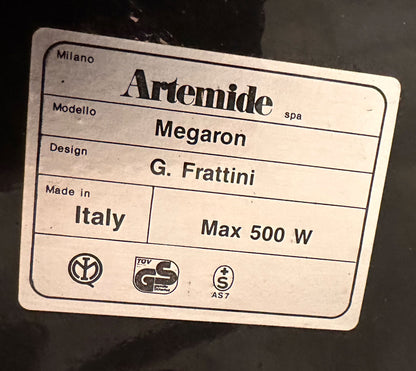 Milano
Artemide spa
Modello
Megaron
Design
G. Frattini
Made in
Italy
Max 500 W
TÜV
GS
S
AS7